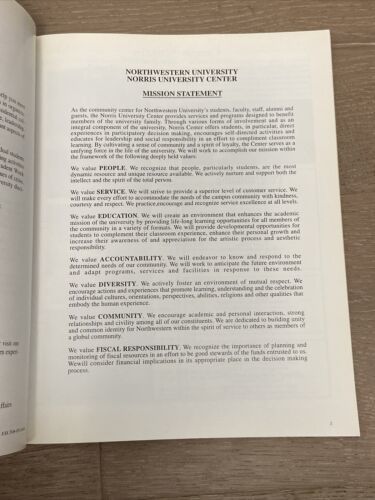 NORTHWESTERN UNIVERSITY
NORRIS UNIVERSITY CENTER
MISSION STATEMENT
As the community center for Northwestern University's students, faculty, staff, alumni and
guests, the Norris University Center provides services and programs designed to benefit
members of the university family. Through various forms of involvement and as an
integral component of the university, Norris Center offers students, in particular, direct
experiences in participatory decision making, encourages self-directed activities and
educates for leadership and social responsibility in an effort to compliment classroom
learning. By cultivating a sense of community and a spirit of loyalty, the Center serves as a
unifying force in the life of the university. We will work to accomplish our mission within
the framework of the following deeply held values:
We value PEOPLE. We recognize that people, particularly students, are the most
dynamic resource and unique resource available. We actively nurture and support both the
intellect and the spirit of the total person.
We value SERVICE. We will strive to provide a superior level of customer service. We
will make every effort to accommodate the needs of the campus community with kindness,
courtesy and respect. We practice, encourage and recognize service excellence at all levels.
We value EDUCATION. We will create an environment that enhances the academic
mission of the university by providing life-long learning opportunities for all members of
the community in a variety of formats. We will provide developmental opportunities for
students to complement their classroom experience, enhance their personal growth and
increase their awareness of and appreciation for the artistic process and aesthetic
responsibility.
We value ACCOUNTABILITY. We will endeavor to know and respond to the
determined needs of our community. We will work to anticipate the future environment
and adapt programs, services and facilities in response to these needs.
We value DIVERSITY. We actively foster an environment of mutual respect. We
encourage actions and experiences that promote learning, understanding and the celebration
of individual cultures, orientations, perspectives, abilities, religions and other qualities that
embody the human experience.
We value COMMUNITY. We encourage academic and personal interaction, strong
relationships and civility among all of our constituents. We are dedicated to building unity
and common identity for Northwestern within the spirit of service to others as members of
a global community.
We value FISCAL RESPONSIBILITY. We recognize the importance of planning and
monitoring of fiscal resources in an effort to be good stewards of the funds entrusted to us.
Wewill consider financial implications in its appropriate place in the decision making
process.